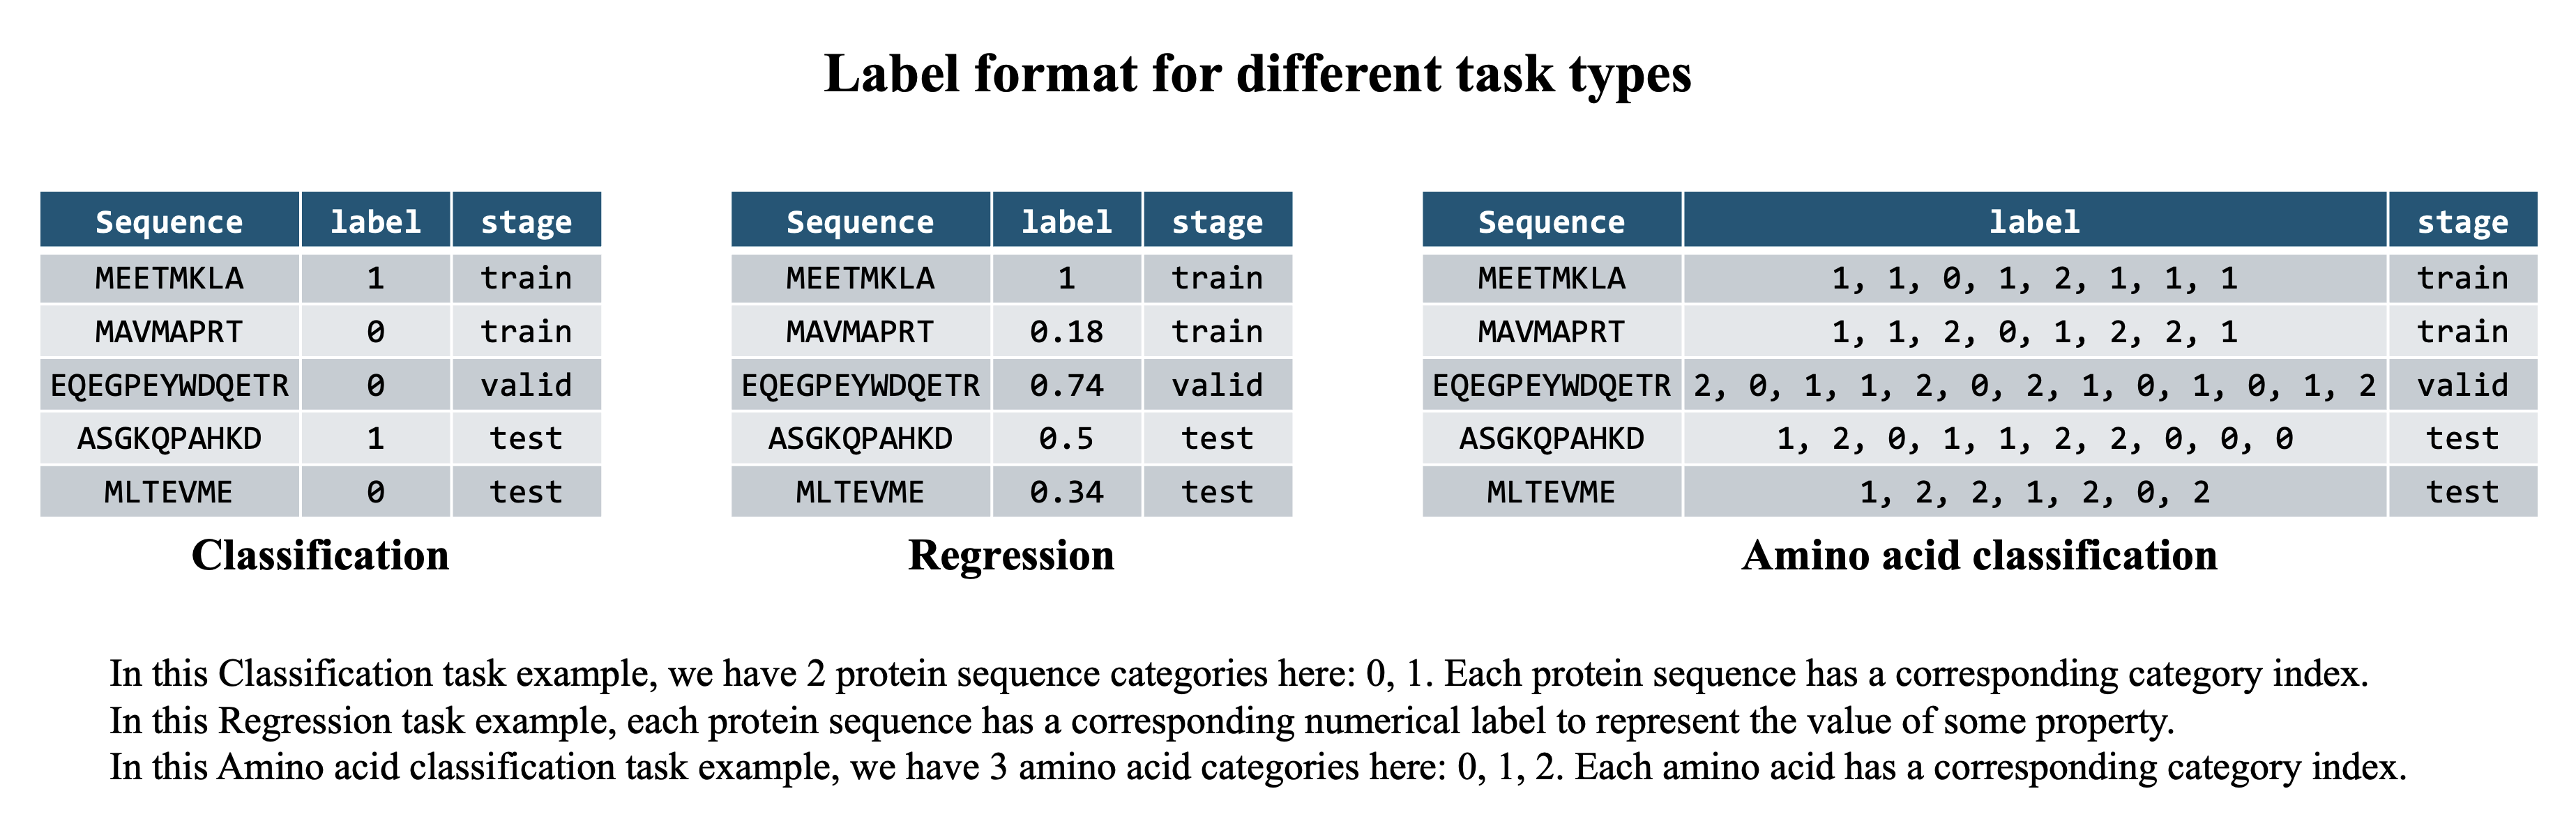 Label format for different task types
Sequence label stage
MEETMKLA 1 train
MAVMAPRT 0 train
EQEGPEYWDQETR 0 valid
ASGKQPAHKD 1 test
MLTEVME 0 test
Classification
Sequence label stage
MEETMKLA 1 train
MAVMAPRT 0.18 train
EQEGPEYWDQETR 0.74 valid
ASGKQPAHKD 0.5 test
MLTEVME 0.34 test
Regression
Sequence label stage
MEETMKLA 1, 1, 0, 1, 2, 1, 1, 1 train
MAVMAPRT 1, 1, 2, 0, 1, 2, 2, 1 train
EQEGPEYWDQETR 2, 0, 1, 1, 2, 0, 2, 1, 0, 1, 0, 1, 2 valid
ASGKQPAHKD 1, 2, 0, 1, 1, 2, 2, 0, 0, 0 test
MLTEVME 1, 2, 2, 1, 2, 0, 2 test
Amino acid classification
In this Classification task example, we have 2 protein sequence categories here: 0, 1. Each protein sequence has a corresponding category index.
In this Regression task example, each protein sequence has a corresponding numerical label to represent the value of some property.
In this Amino acid classification task example, we have 3 amino acid categories here: 0, 1, 2. Each amino acid has a corresponding category index.